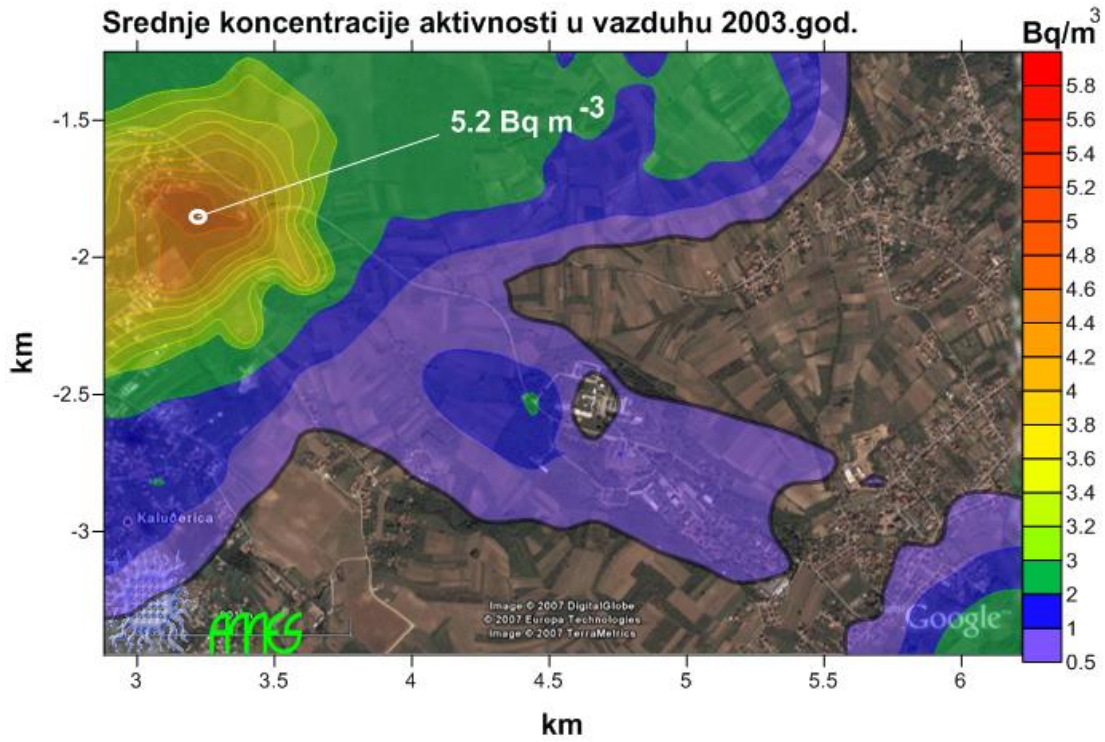 Srednje koncentracije aktivnosti u vazduhu 2003.god.
Bq/m³
5.2 Bq m⁻³
5.8
5.6
5.4
5.2
5
4.8
4.6
4.4
4.2
4
3.8
3.6
3.4
3.2
3
2
1
0.5
-1.5
-2
-2.5
-3
km
Kaluđerica
AMES
Image © 2007 DigitalGlobe
© 2007 Europa Technologies
Image © 2007 TerraMetrics
Google™
3
3.5
4
4.5
5
5.5
6
km